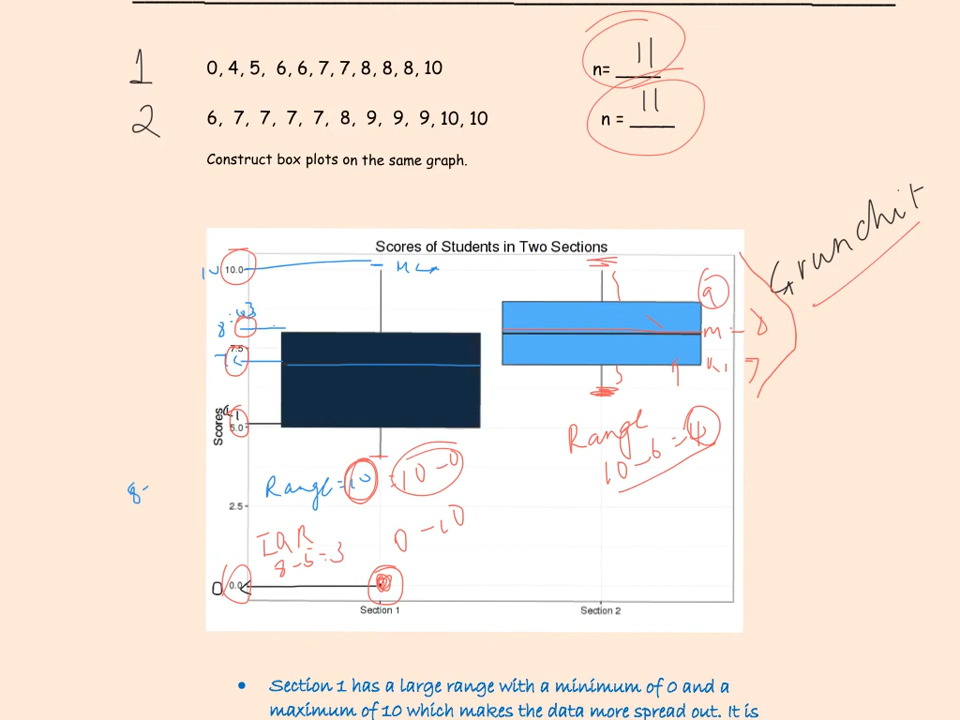 1 0, 4, 5, 6, 6, 7, 7, 8, 8, 8, 10 n= 11
2 6, 7, 7, 7, 7, 8, 9, 9, 9, 10, 10 n = 11
Construct box plots on the same graph.
Scores of Students in Two Sections
10.0
7.5
5.0
2.5
0.0
Scores
Section 1
Section 2
M
9
M - 8
7
Range = 10 = 10 - 0
0 - 10
IQR
8 - 5 = 3
Range
10 - 6 = 4
8-
0
• Section 1 has a large range with a minimum of 0 and a
maximum of 10 which makes the data more spread out. It is